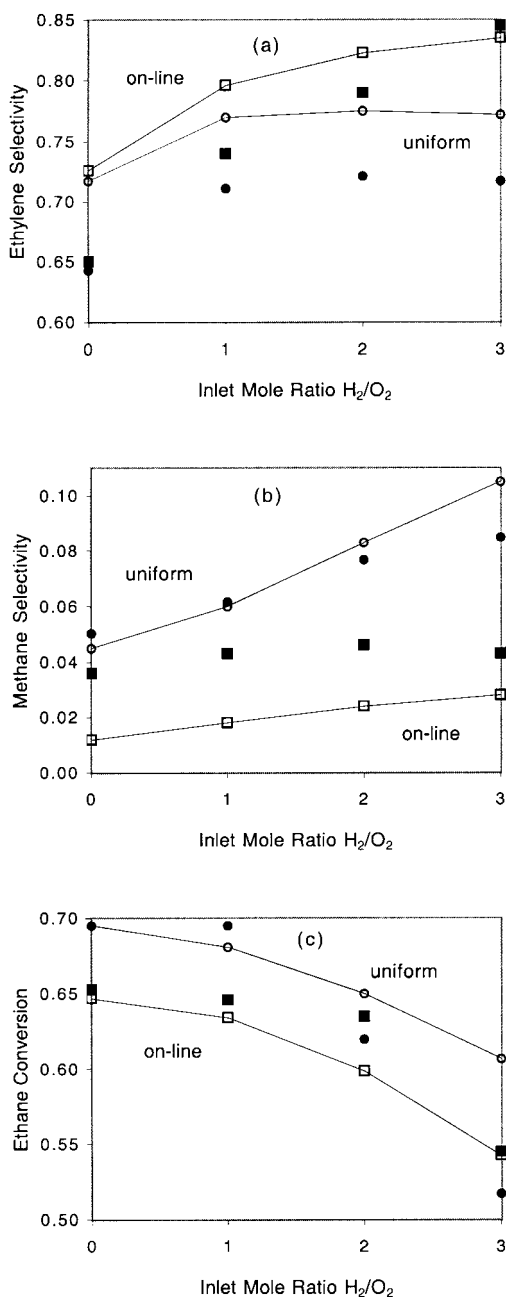 (a)
0.85
on-line
0.80
0.75
uniform
0.70
0.65
0.60
0
1
2
3
Ethylene Selectivity
Inlet Mole Ratio H₂/O₂
(b)
0.10
uniform
0.08
0.06
0.04
0.02
on-line
0.00
0
1
2
3
Methane Selectivity
Inlet Mole Ratio H₂/O₂
0.70
(c)
uniform
0.65
on-line
0.60
0.55
0.50
0
1
2
3
Ethane Conversion
Inlet Mole Ratio H₂/O₂